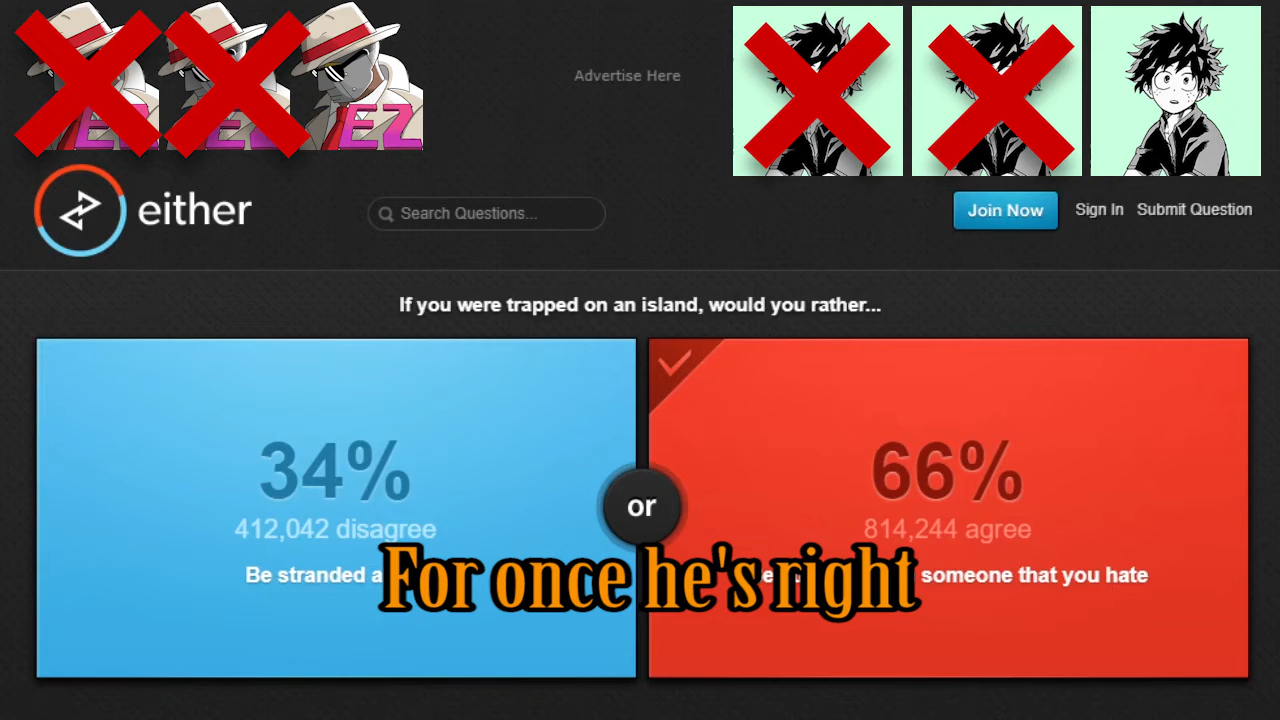 EZ
Advertise Here
either
Search Questions...
Join Now
Sign In
Submit Question
If you were trapped on an island, would you rather...
34%
412,042 disagree
Be stranded
or
66%
814,244 agree
someone that you hate
For once he's right